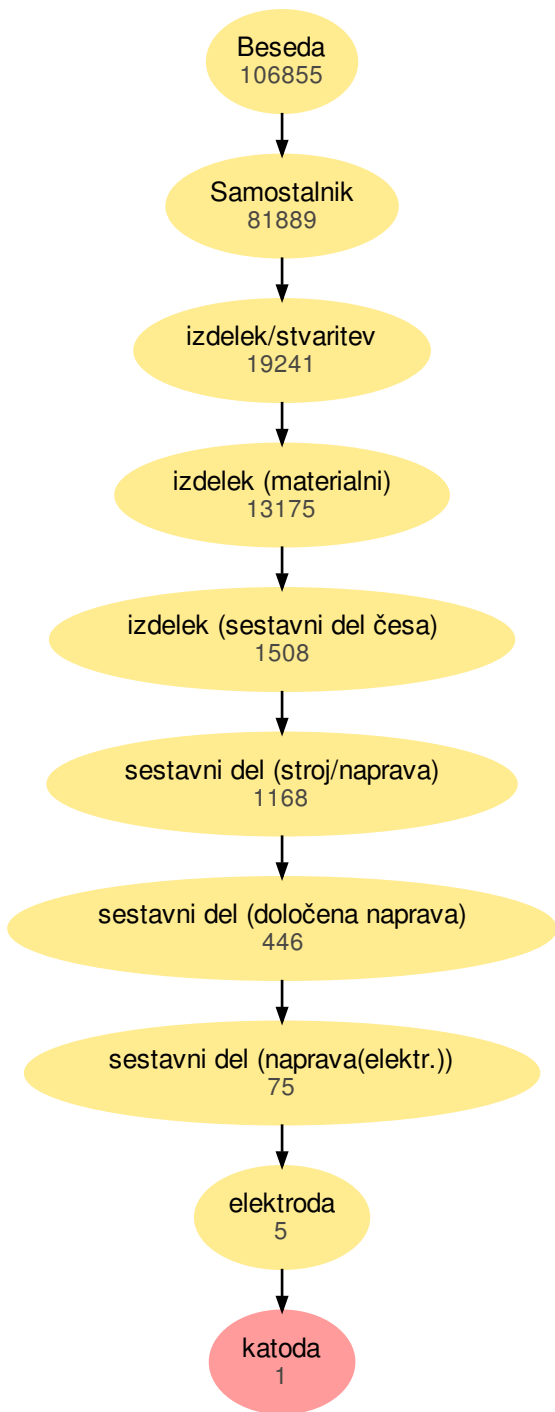 Beseda
106855
Samostalnik
81889
izdelek/stvaritev
19241
izdelek (materialni)
13175
izdelek (sestavni del česa)
1508
sestavni del (stroj/naprava)
1168
sestavni del (določena naprava)
446
sestavni del (naprava(elektr.))
75
elektroda
5
katoda
1